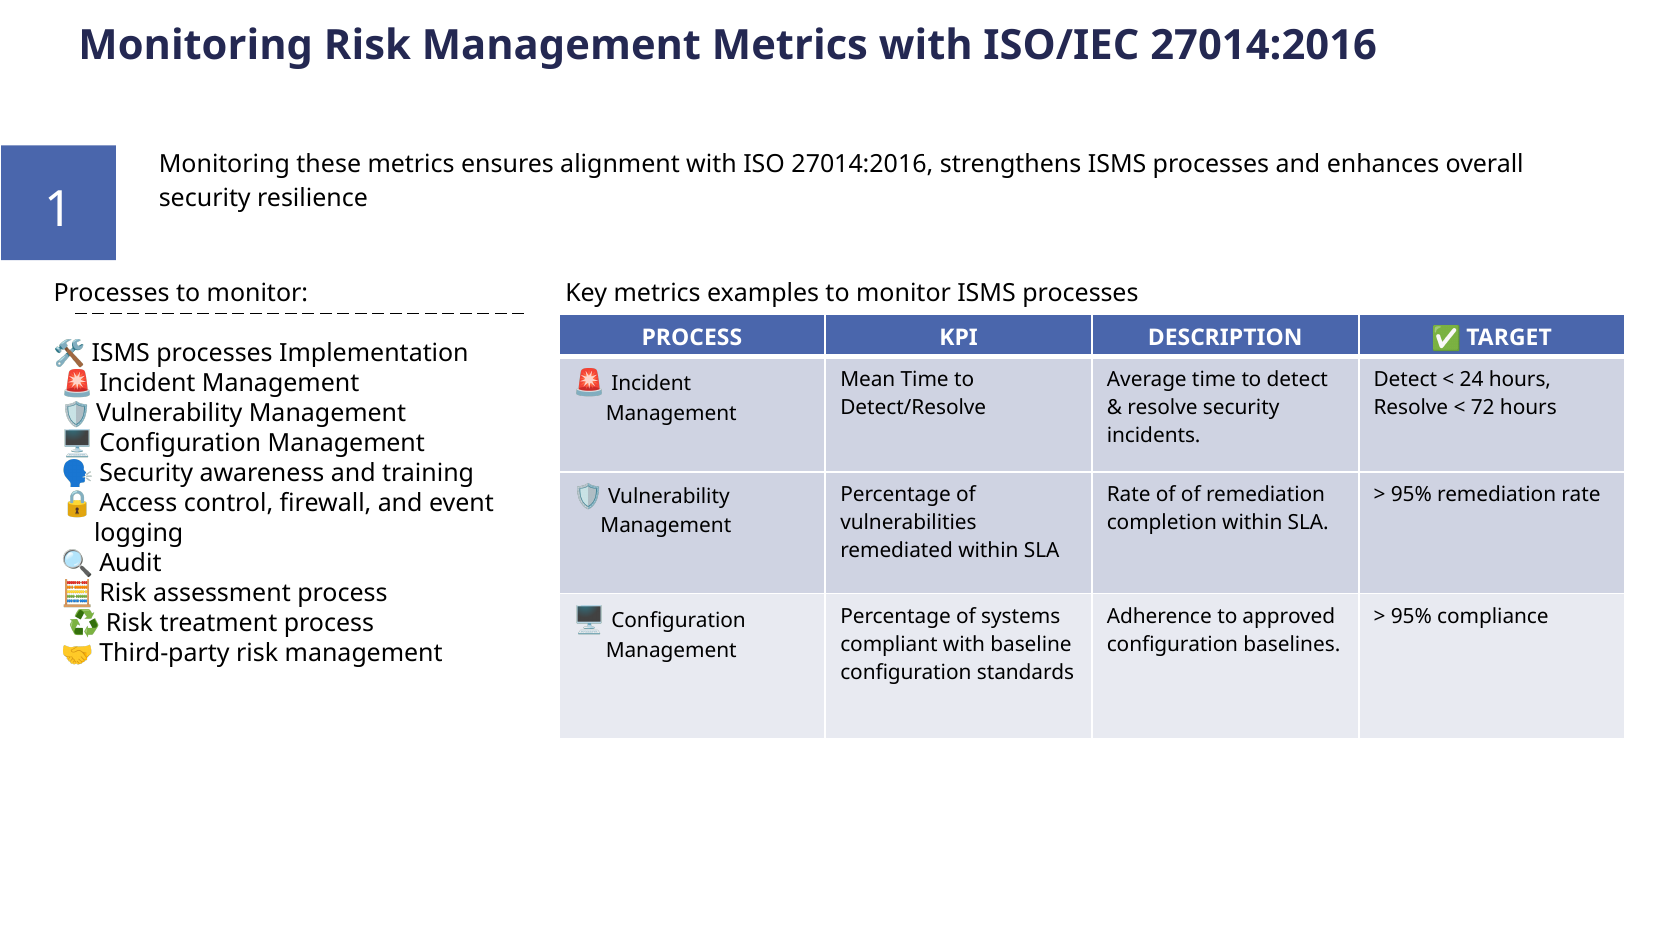 Monitoring Risk Management Metrics with ISO/IEC 27014:2016
1
Monitoring these metrics ensures alignment with ISO 27014:2016, strengthens ISMS processes and enhances overall
security resilience
Processes to monitor:
🛠️ ISMS processes Implementation
🚨 Incident Management
🛡️ Vulnerability Management
🖥️ Configuration Management
🗣️ Security awareness and training
🔒 Access control, firewall, and event
logging
🔍 Audit
🧮 Risk assessment process
♻️ Risk treatment process
🤝 Third-party risk management
Key metrics examples to monitor ISMS processes
PROCESS
KPI
DESCRIPTION
✅ TARGET
🚨 Incident
Management
Mean Time to
Detect/Resolve
Average time to detect
& resolve security
incidents.
Detect < 24 hours,
Resolve < 72 hours
🛡️ Vulnerability
Management
Percentage of
vulnerabilities
remediated within SLA
Rate of of remediation
completion within SLA.
> 95% remediation rate
🖥️ Configuration
Management
Percentage of systems
compliant with baseline
configuration standards
Adherence to approved
configuration baselines.
> 95% compliance